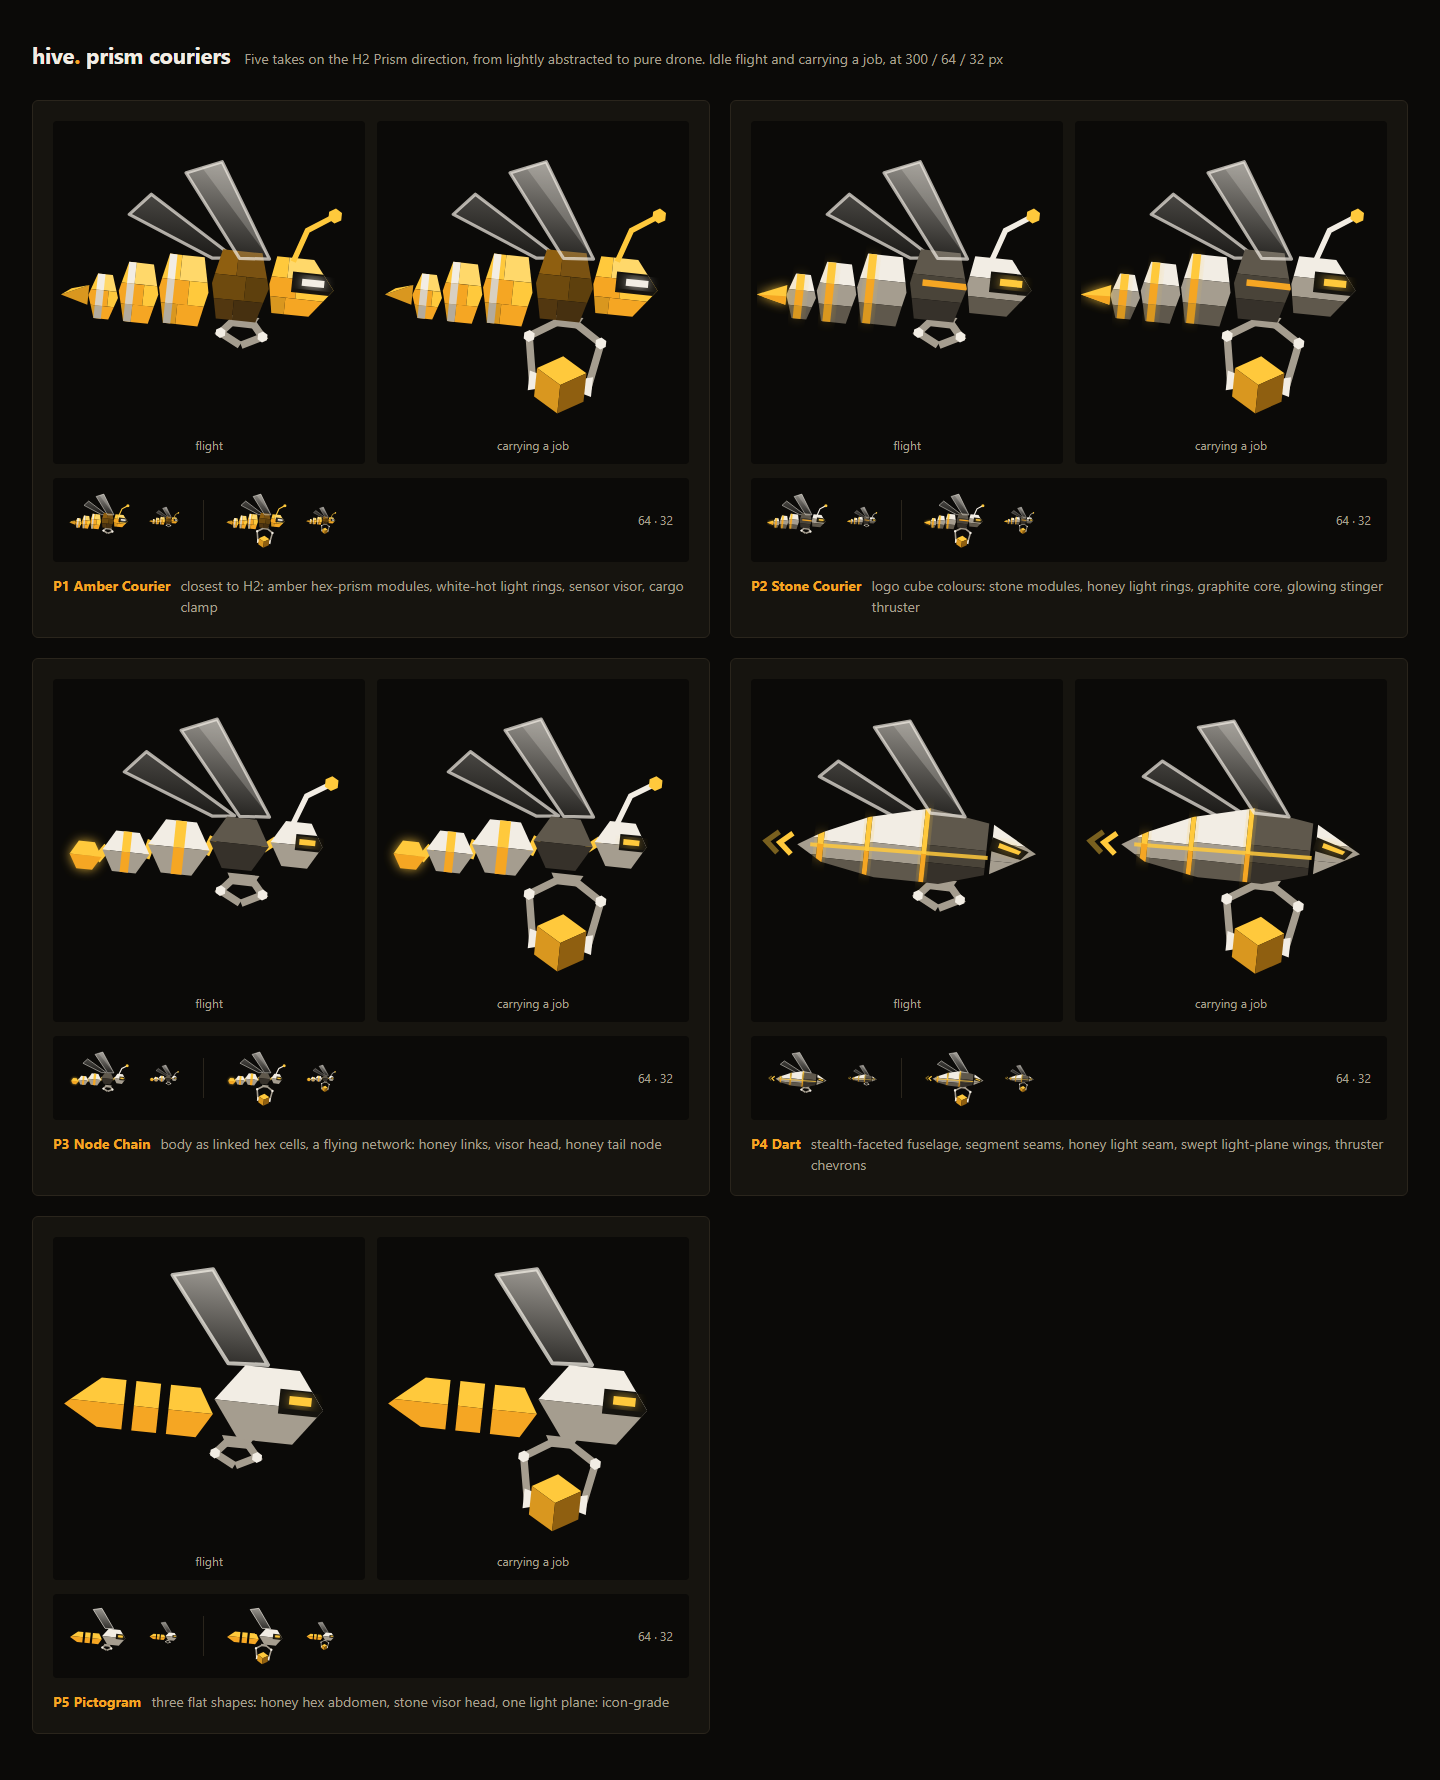 hive. prism couriers Five takes on the H2 Prism direction, from lightly abstracted to pure drone. Idle flight and carrying a job, at 300 / 64 / 32 px
flight
carrying a job
64 · 32
P1 Amber Courier closest to H2: amber hex-prism modules, white-hot light rings, sensor visor, cargo
clamp
flight
carrying a job
64 · 32
P2 Stone Courier logo cube colours: stone modules, honey light rings, graphite core, glowing stinger
thruster
flight
carrying a job
64 · 32
P3 Node Chain body as linked hex cells, a flying network: honey links, visor head, honey tail node
flight
carrying a job
64 · 32
P4 Dart stealth-faceted fuselage, segment seams, honey light seam, swept light-plane wings, thruster
chevrons
flight
carrying a job
64 · 32
P5 Pictogram three flat shapes: honey hex abdomen, stone visor head, one light plane: icon-grade